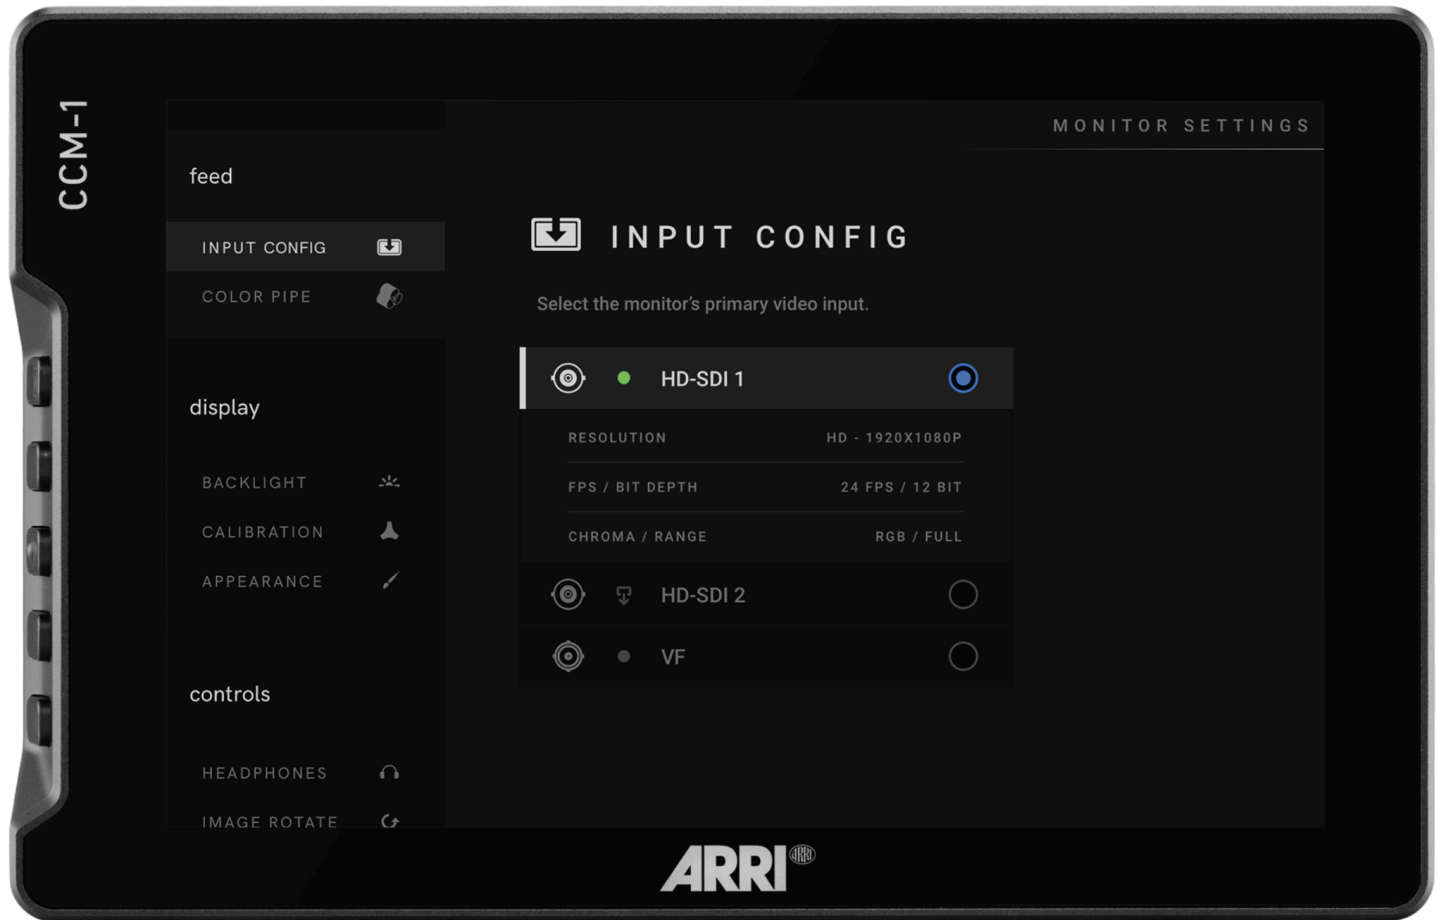 CCM-1
MONITOR SETTINGS
feed
INPUT CONFIG
COLOR PIPE
display
BACKLIGHT
CALIBRATION
APPEARANCE
controls
HEADPHONES
IMAGE ROTATE
INPUT CONFIG
Select the monitor's primary video input.
HD-SDI 1
RESOLUTION HD - 1920X1080P
FPS / BIT DEPTH 24 FPS / 12 BIT
CHROMA / RANGE RGB / FULL
HD-SDI 2
VF
ARRI
ARRI